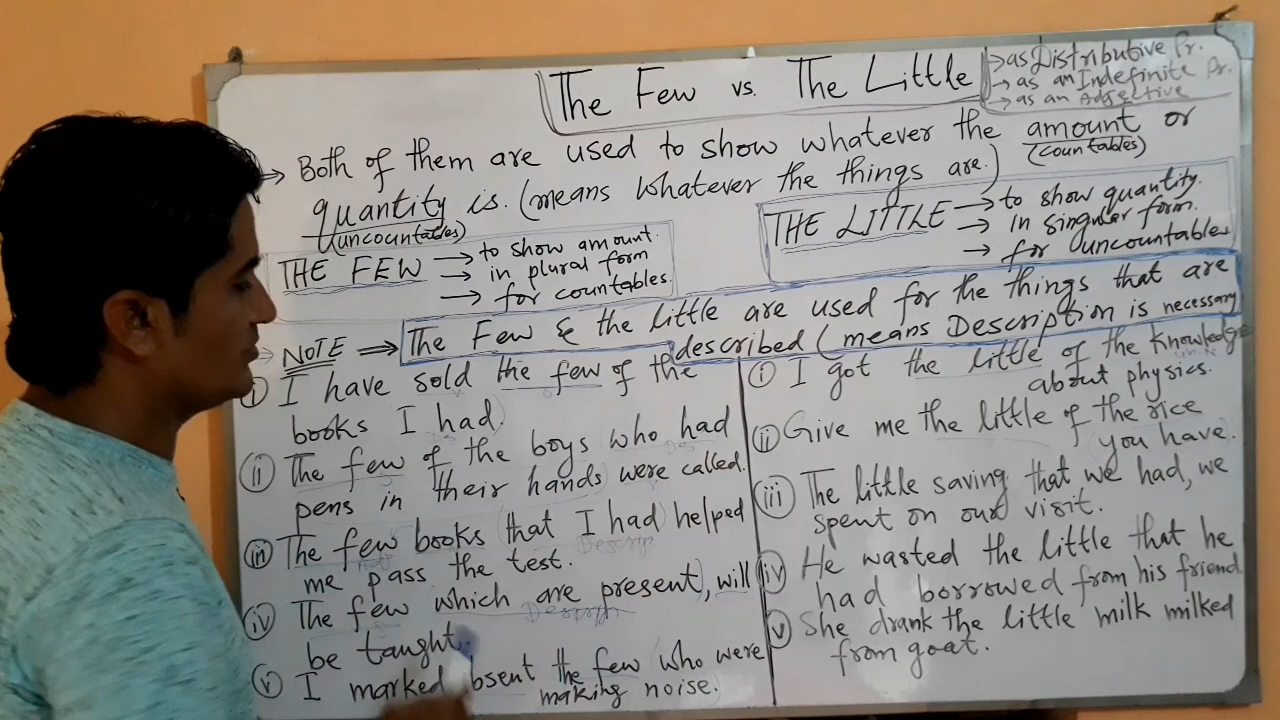 The Few vs. The Little
→ as Distributive Pr.
→ as an Indefinite Pr.
→ as an Adjective
→ Both of them are used to show whatever the amount or
(countables)
quantity is. (means whatever the things are.)
(uncountables)
THE FEW → to show amount.
→ in plural form
→ for countables.
THE LITTLE → to show quantity.
→ in singular form.
→ for uncountables
NOTE ⇒ The Few & the little are used for the things that are
described (means Description is necessary
(i) I have sold the few of the
books I had.
(ii) The few of the boys who had
pens in their hands) were called.
(iii) The few books (that I had) helped
Descrip
me pass the test.
(iv) The few which are present), will
Descripn
be taught.
(v) I marked bsent the few who were
making noise.
(i) I got the little of the knowledge
about physics.
(ii) Give me the little of the rice
you have.
(iii) The little saving that we had, we
spent on our visit.
(iv) He wasted the little that he
had borrowed from his friend.
(v) She drank the little milk milked
from goat.